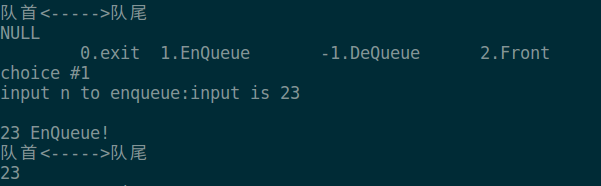 队首<----->队尾
NULL
0.exit 1.EnQueue -1.DeQueue 2.Front
choice #1
input n to enqueue:input is 23
23 EnQueue!
队首<----->队尾
23